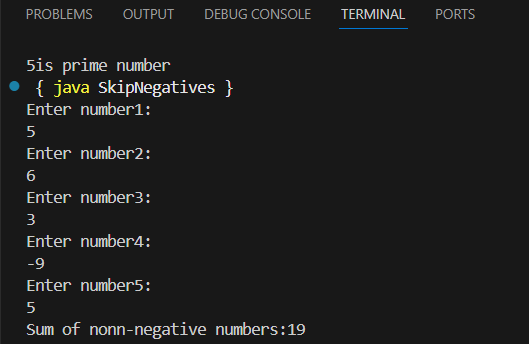 PROBLEMS OUTPUT DEBUG CONSOLE TERMINAL PORTS
5is prime number
{ java SkipNegatives }
Enter number1:
5
Enter number2:
6
Enter number3:
3
Enter number4:
-9
Enter number5:
5
Sum of nonn-negative numbers:19